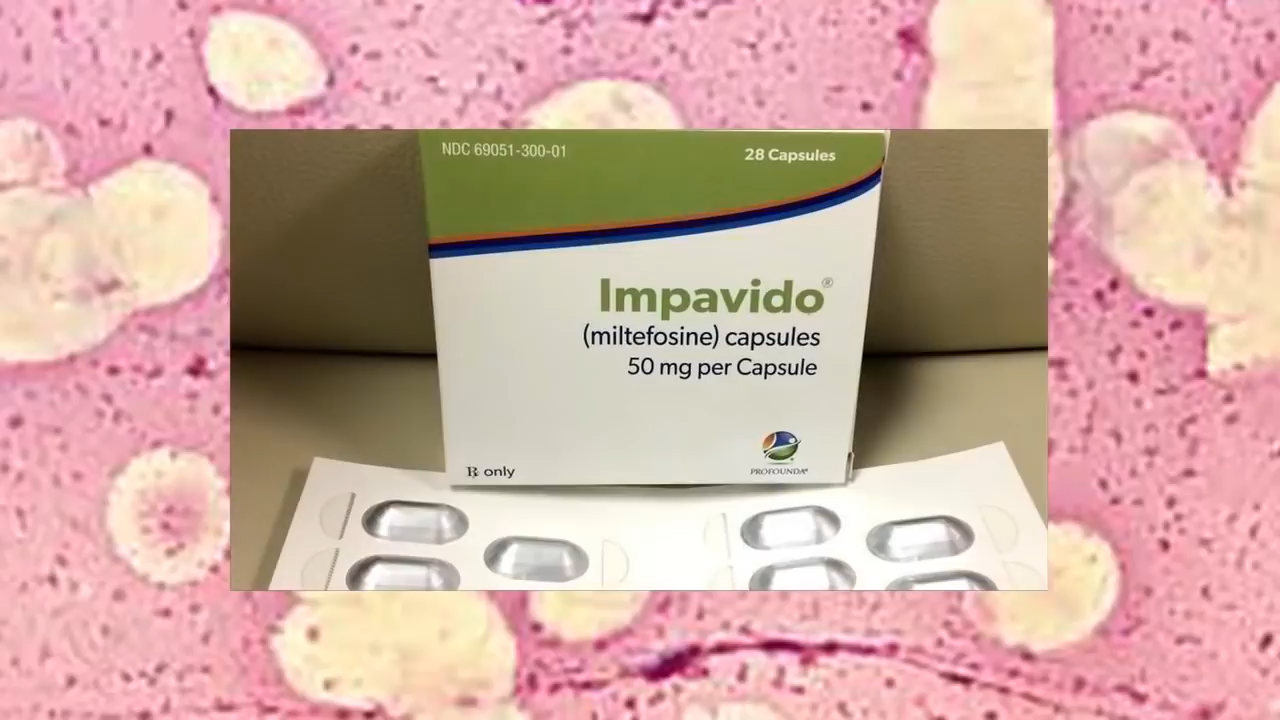 NDC 69051-300-01
28 Capsules
Impavido®
(miltefosine) capsules
50 mg per Capsule
℞ only
PROFOUNDA®